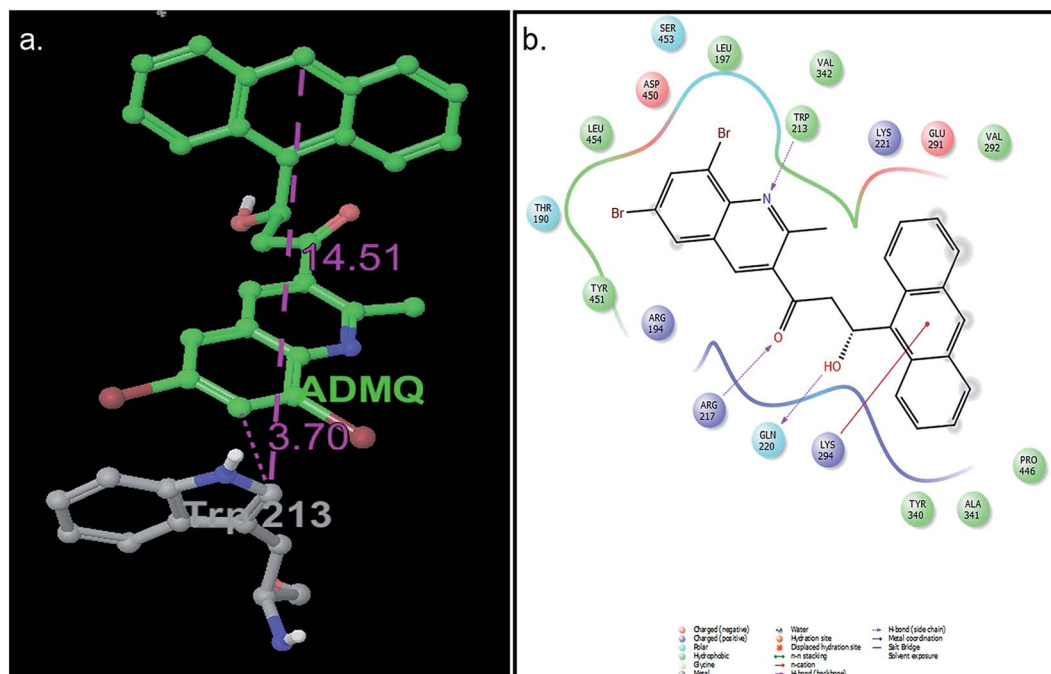 a.
14.51
ADMQ
3.70
Trp 213
b.
SER
453
LEU
197
VAL
342
ASP
450
TRP
213
LYS
221
GLU
291
VAL
292
LEU
454
Br
N
Br
THR
190
TYR
451
ARG
194
O
HO
ARG
217
GLN
220
LYS
294
PRO
446
TYR
340
ALA
341
Charged (negative)
Charged (positive)
Polar
Hydrophobic
Glycine
Metal
Water
Hydration site
Displaced hydration site
π-π stacking
π-cation
H-bond (backbone)
H-bond (side chain)
Metal coordination
Salt Bridge
Solvent exposure